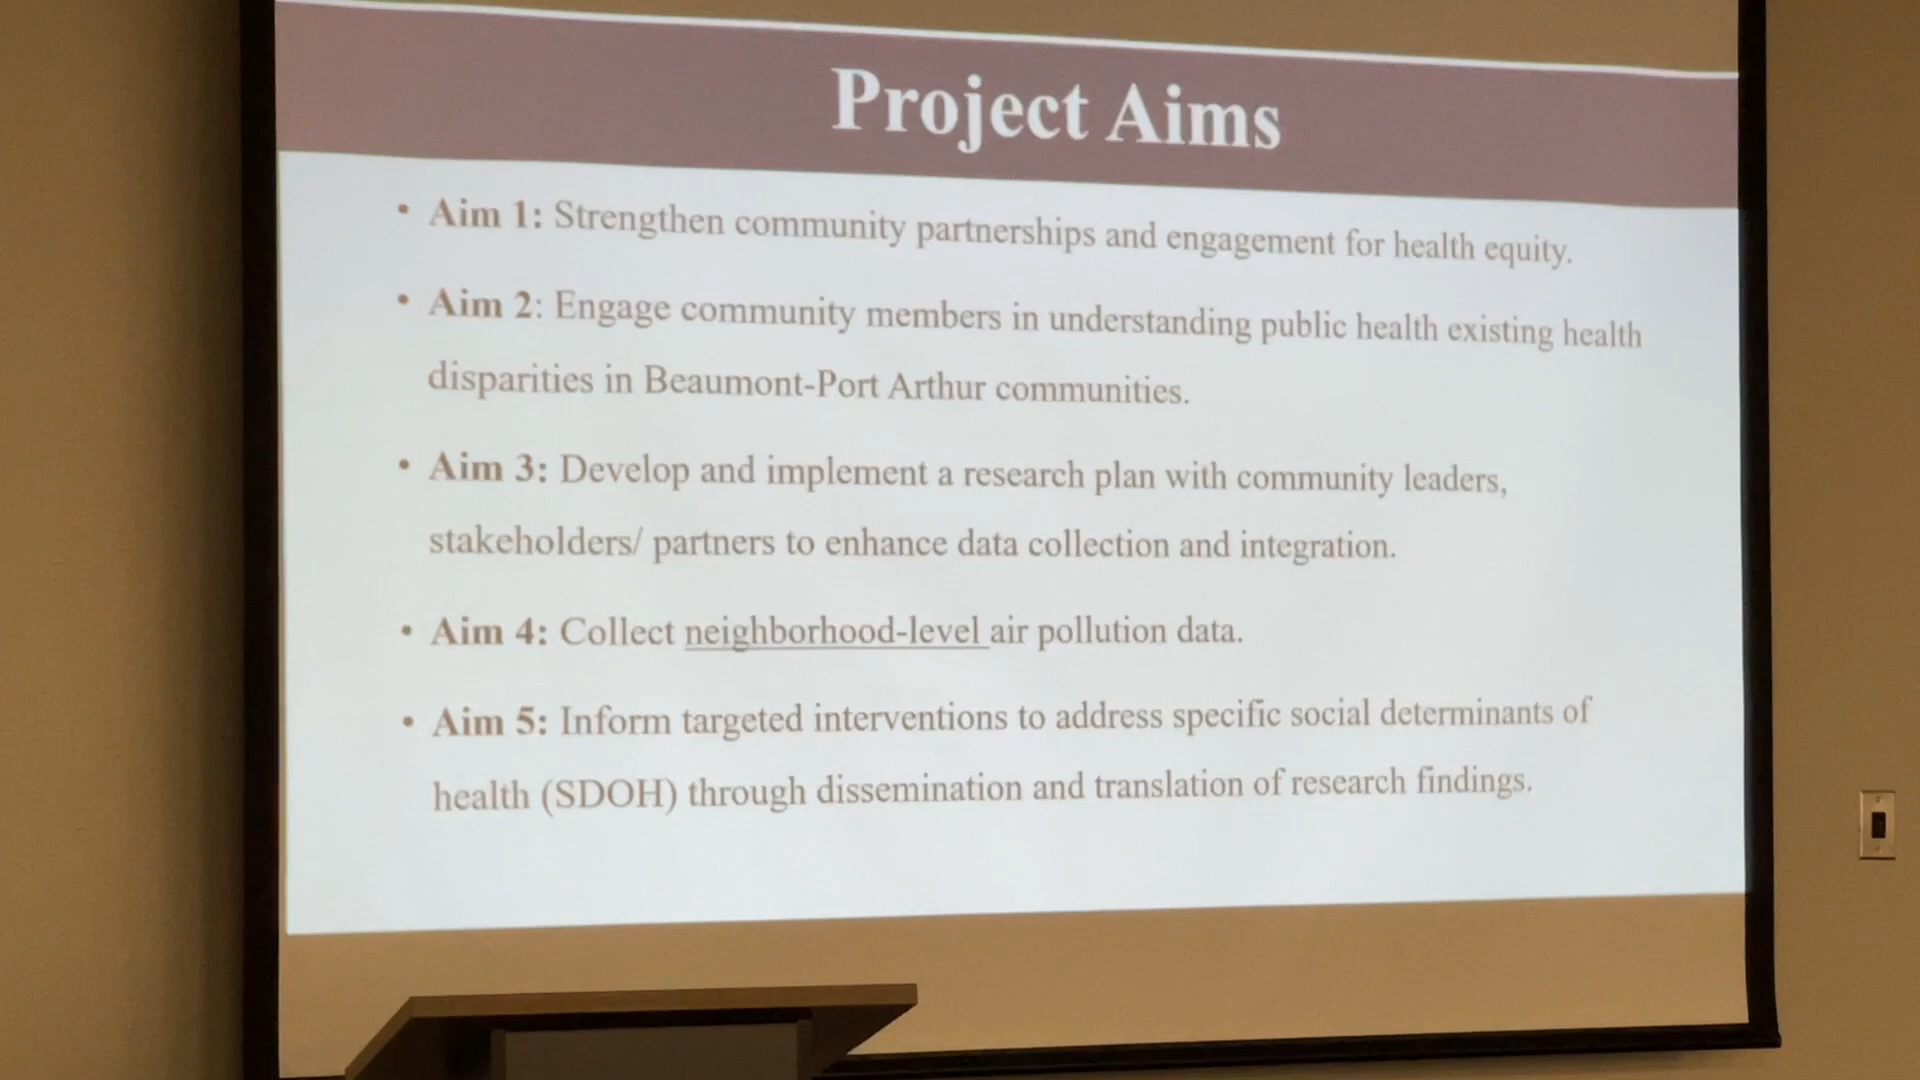 Project Aims
• Aim 1: Strengthen community partnerships and engagement for health equity.
• Aim 2: Engage community members in understanding public health existing health
disparities in Beaumont-Port Arthur communities.
• Aim 3: Develop and implement a research plan with community leaders,
stakeholders/ partners to enhance data collection and integration.
• Aim 4: Collect neighborhood-level air pollution data.
• Aim 5: Inform targeted interventions to address specific social determinants of
health (SDOH) through dissemination and translation of research findings.